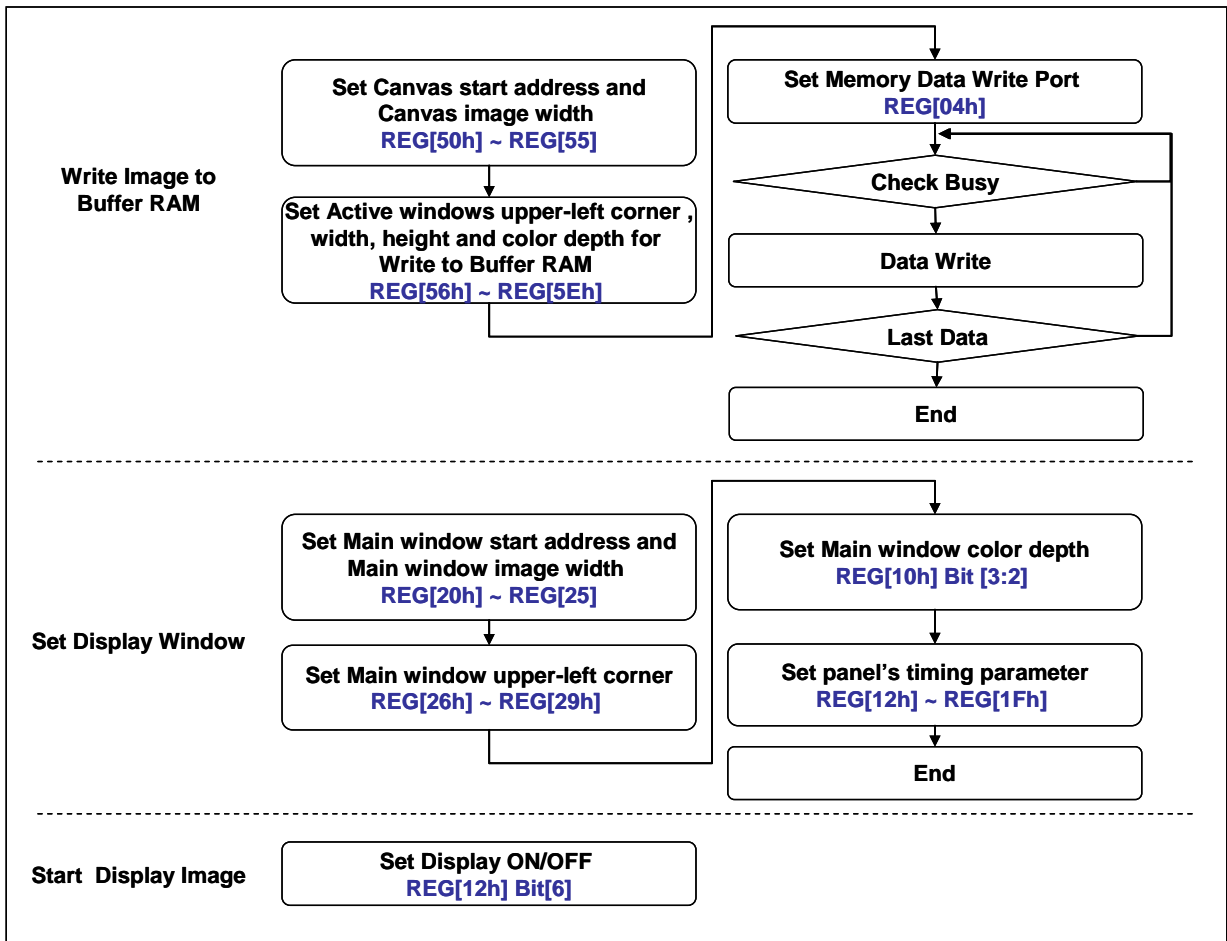 Write Image to
Buffer RAM
Set Canvas start address and
Canvas image width
REG[50h] ~ REG[55]
Set Active windows upper-left corner ,
width, height and color depth for
Write to Buffer RAM
REG[56h] ~ REG[5Eh]
Set Memory Data Write Port
REG[04h]
Check Busy
Data Write
Last Data
End
Set Display Window
Set Main window start address and
Main window image width
REG[20h] ~ REG[25]
Set Main window upper-left corner
REG[26h] ~ REG[29h]
Set Main window color depth
REG[10h] Bit [3:2]
Set panel's timing parameter
REG[12h] ~ REG[1Fh]
End
Start Display Image
Set Display ON/OFF
REG[12h] Bit[6]